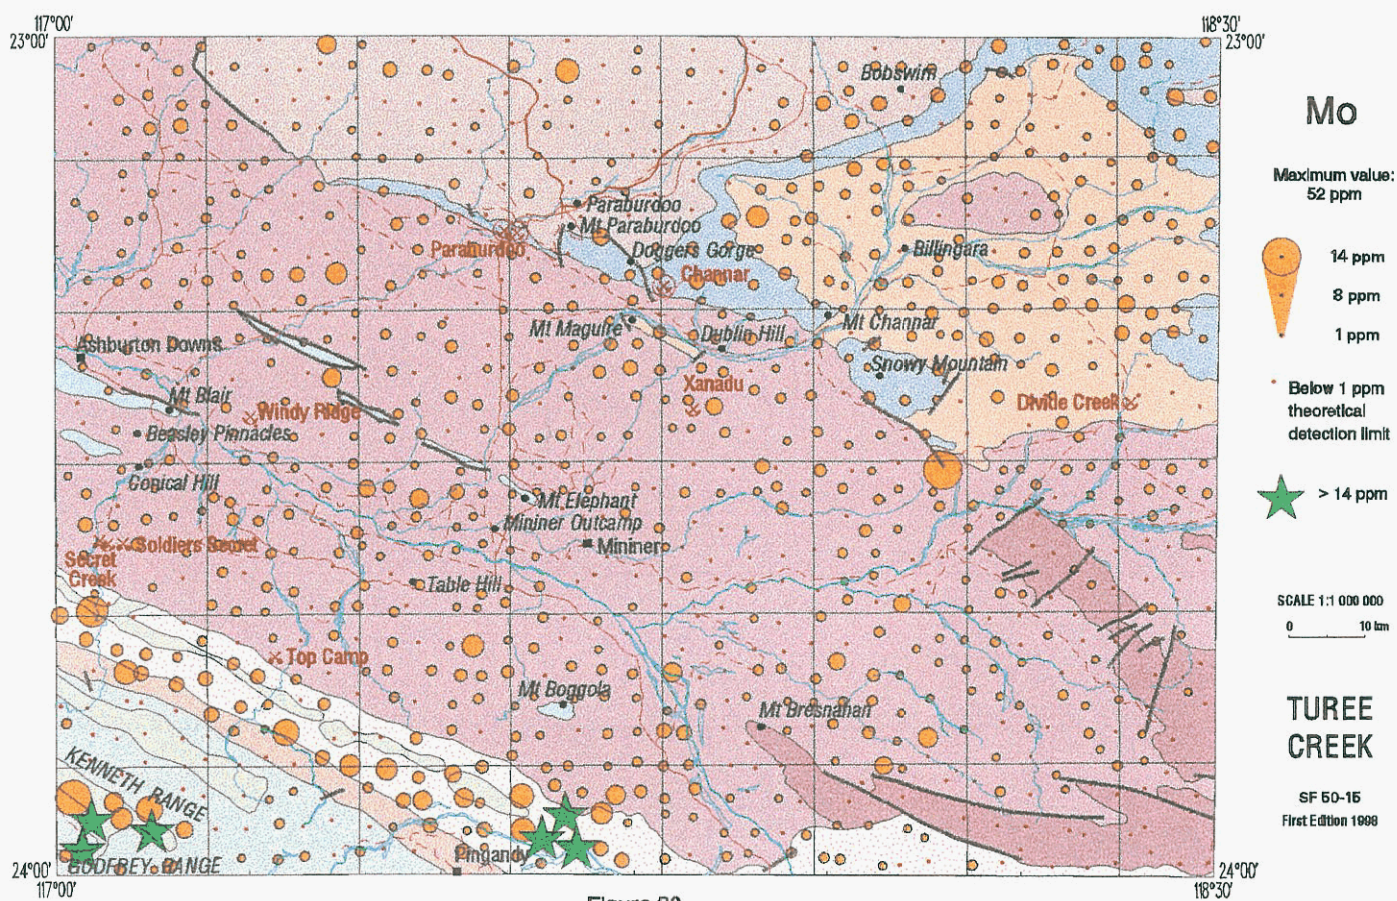 117°00'
118°30'
23°00'
23°00'
Bobswim
Paraburdoo
Mt Paraburdoo
Paraburdoo
Doggers Gorge
Billingara
Channar
Mt Maguire
Dublin Hill
Mt Channar
Ashburton Downs
Snowy Mountain
Xanadu
Mt Blair
Windy Ridge
Divide Creek
Beasley Pinnacles
Conical Hill
Mt Elephant
Mininer Outcamp
Soldiers Secret
Mininer
Secret
Creek
Table Hill
Top Camp
Mt Boggola
Mt Bresnahan
KENNETH RANGE
Pingandy
GODFREY RANGE
24°00'
24°00'
117°00'
118°30'
Mo
Maximum value:
52 ppm
14 ppm
8 ppm
1 ppm
Below 1 ppm
theoretical
detection limit
> 14 ppm
SCALE 1:1 000 000
0 10 km
TUREE
CREEK
SF 50-15
First Edition 1998